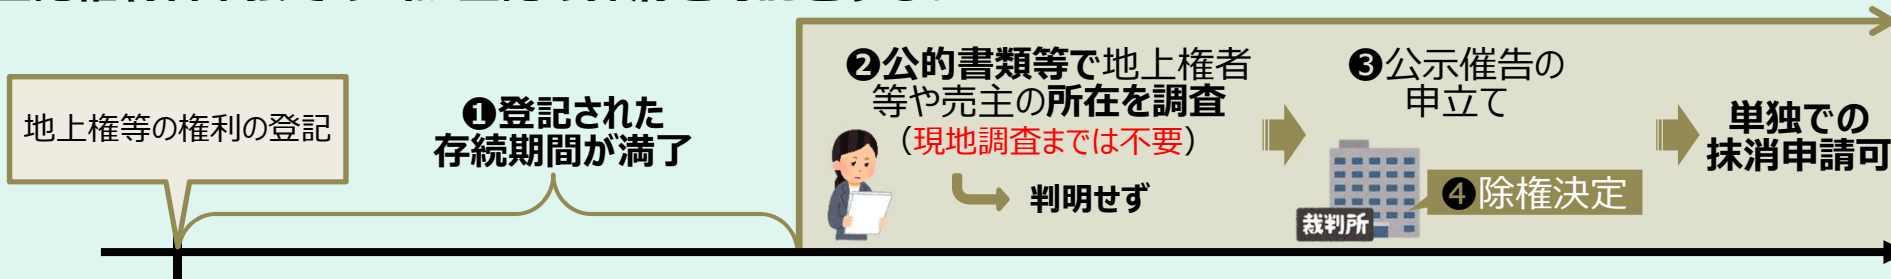 地上権等の権利の登記
❶登記された
存続期間が満了
❷公的書類等で地上権者
等や売主の所在を調査
（現地調査までは不要）
判明せず
❸公示催告の
申立て
裁判所
❹除権決定
単独での
抹消申請可